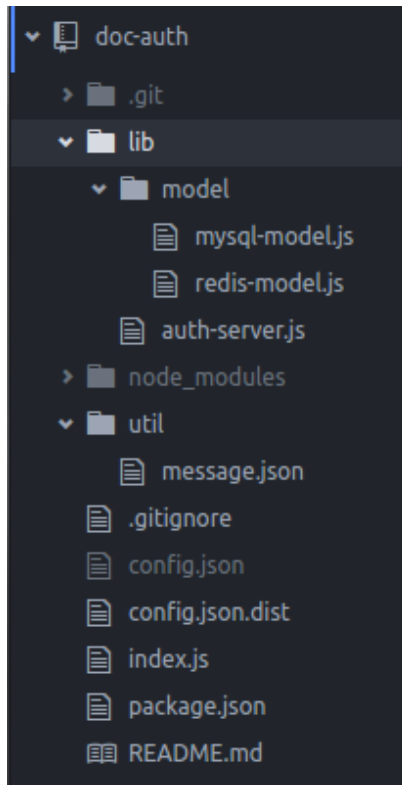 doc-auth
.git
lib
model
mysql-model.js
redis-model.js
auth-server.js
node_modules
util
message.json
.gitignore
config.json
config.json.dist
index.js
package.json
README.md